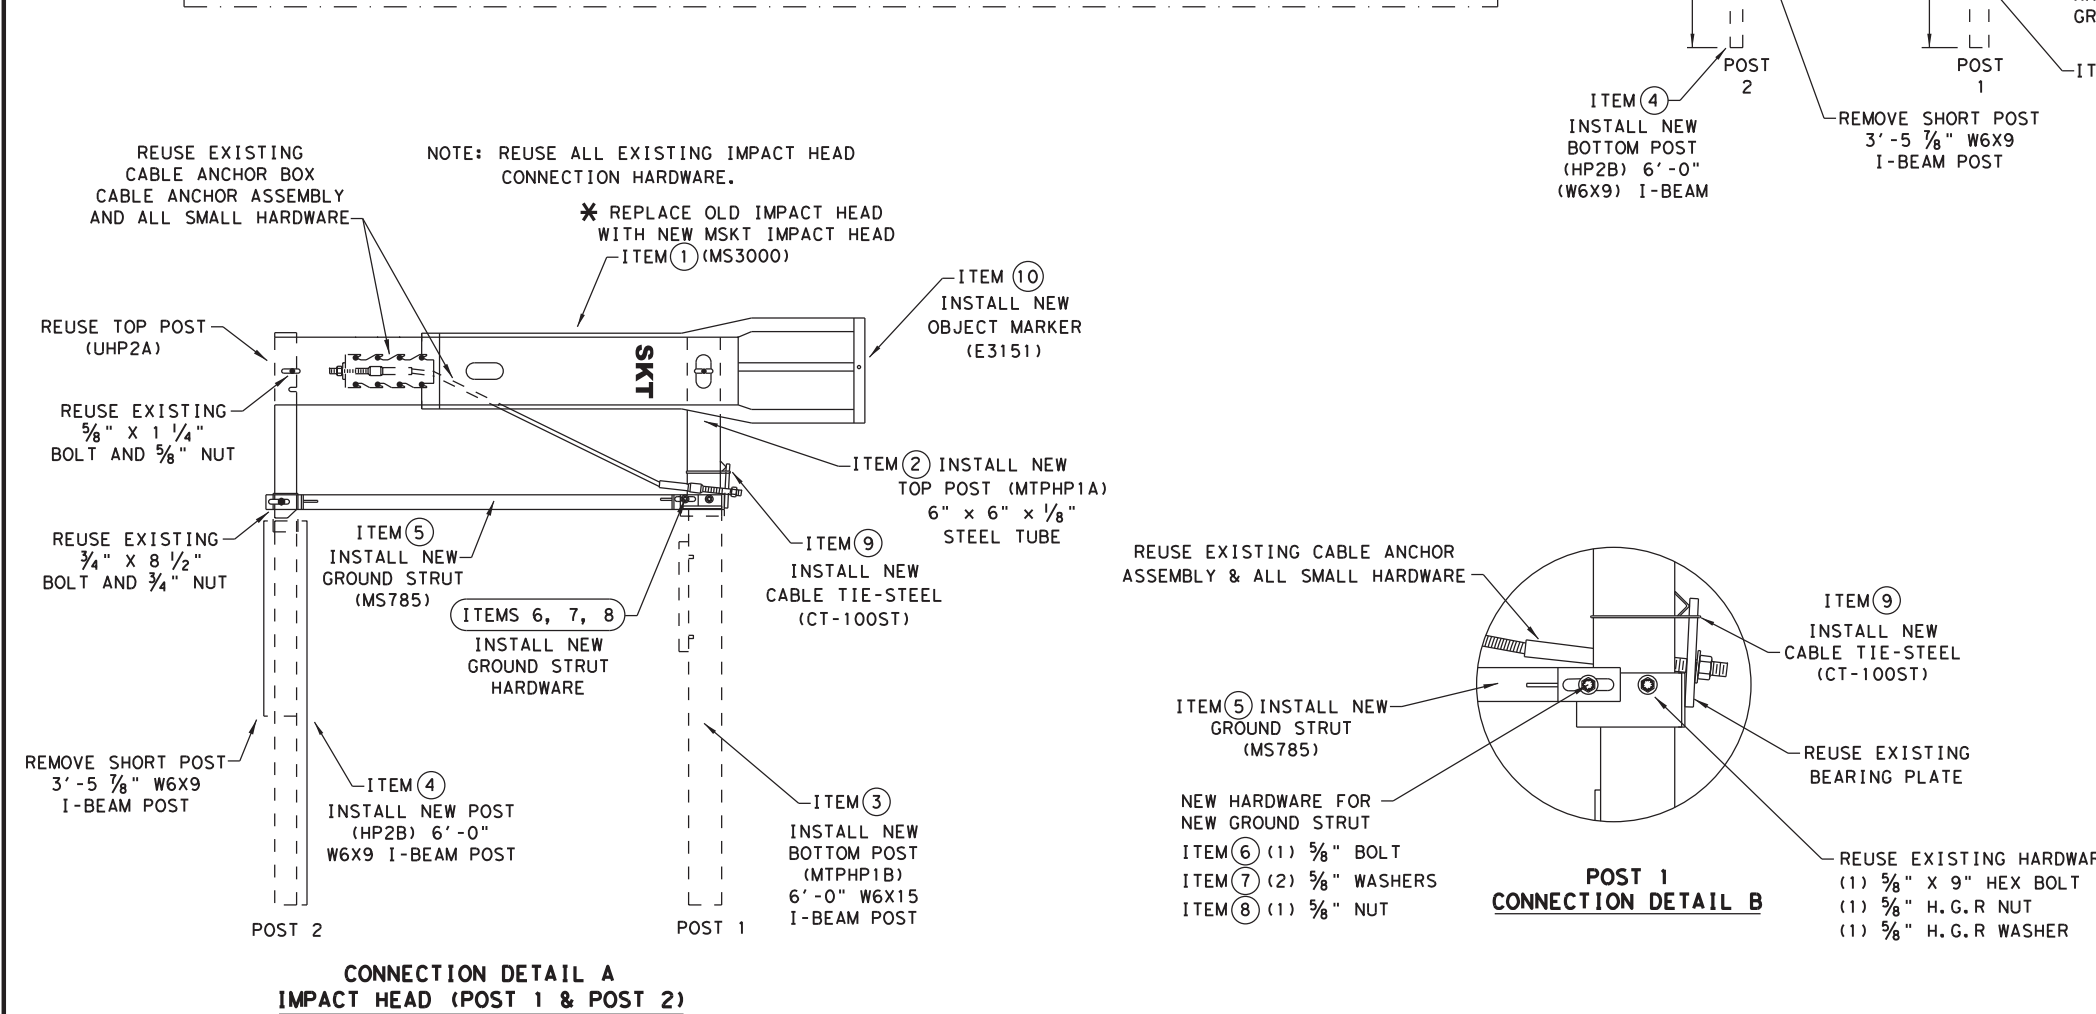 POST
2
POST
1
GR
IT
ITEM 4
INSTALL NEW
BOTTOM POST
(HP2B) 6'-0"
(W6X9) I-BEAM
REMOVE SHORT POST
3'-5 7/8" W6X9
I-BEAM POST
REUSE EXISTING
CABLE ANCHOR BOX
CABLE ANCHOR ASSEMBLY
AND ALL SMALL HARDWARE
NOTE: REUSE ALL EXISTING IMPACT HEAD
CONNECTION HARDWARE.
* REPLACE OLD IMPACT HEAD
WITH NEW MSKT IMPACT HEAD
ITEM 1 (MS3000)
ITEM 10
INSTALL NEW
OBJECT MARKER
(E3151)
REUSE TOP POST
(UHP2A)
SKT
REUSE EXISTING
5/8" X 1 1/4"
BOLT AND 5/8" NUT
ITEM 2 INSTALL NEW
TOP POST (MTPHP1A)
6" x 6" x 1/8"
STEEL TUBE
REUSE EXISTING
3/4" X 8 1/2"
BOLT AND 3/4" NUT
ITEM 5
INSTALL NEW
GROUND STRUT
(MS785)
ITEM 9
INSTALL NEW
CABLE TIE-STEEL
(CT-100ST)
ITEMS 6, 7, 8
INSTALL NEW
GROUND STRUT
HARDWARE
REMOVE SHORT POST
3'-5 7/8" W6X9
I-BEAM POST
ITEM 4
INSTALL NEW POST
(HP2B) 6'-0"
W6X9 I-BEAM POST
ITEM 3
INSTALL NEW
BOTTOM POST
(MTPHP1B)
6'-0" W6X15
I-BEAM POST
POST 2
POST 1
CONNECTION DETAIL A
IMPACT HEAD (POST 1 & POST 2)
REUSE EXISTING CABLE ANCHOR
ASSEMBLY & ALL SMALL HARDWARE
ITEM 9
INSTALL NEW
CABLE TIE-STEEL
(CT-100ST)
ITEM 5 INSTALL NEW
GROUND STRUT
(MS785)
REUSE EXISTING
BEARING PLATE
NEW HARDWARE FOR
NEW GROUND STRUT
ITEM 6 (1) 5/8" BOLT
ITEM 7 (2) 5/8" WASHERS
ITEM 8 (1) 5/8" NUT
REUSE EXISTING HARDWAR
(1) 5/8" X 9" HEX BOLT
(1) 5/8" H.G.R NUT
(1) 5/8" H.G.R WASHER
POST 1
CONNECTION DETAIL B